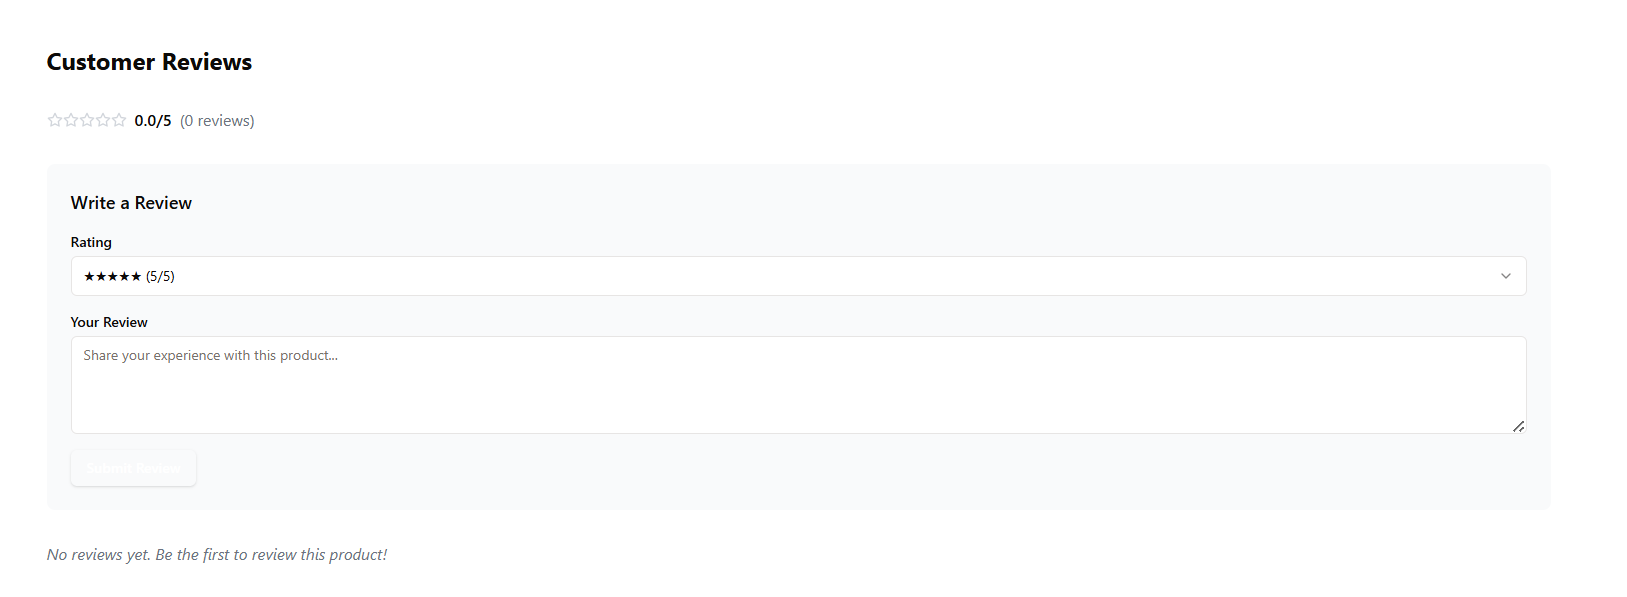 Customer Reviews
☆☆☆☆☆ 0.0/5 (0 reviews)
Write a Review
Rating
★★★★★ (5/5)
Your Review
Share your experience with this product...
Submit Review
No reviews yet. Be the first to review this product!